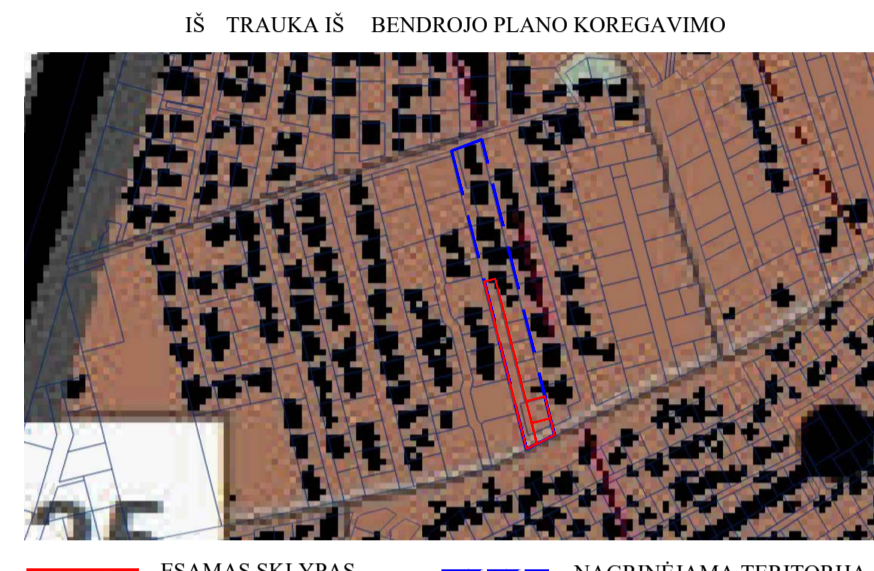 IŠ TRAUKA IŠ BENDROJO PLANO KOREGAVIMO
ESAMAS SKLYPAS
NAGRINĖJAMA TERITORIJA